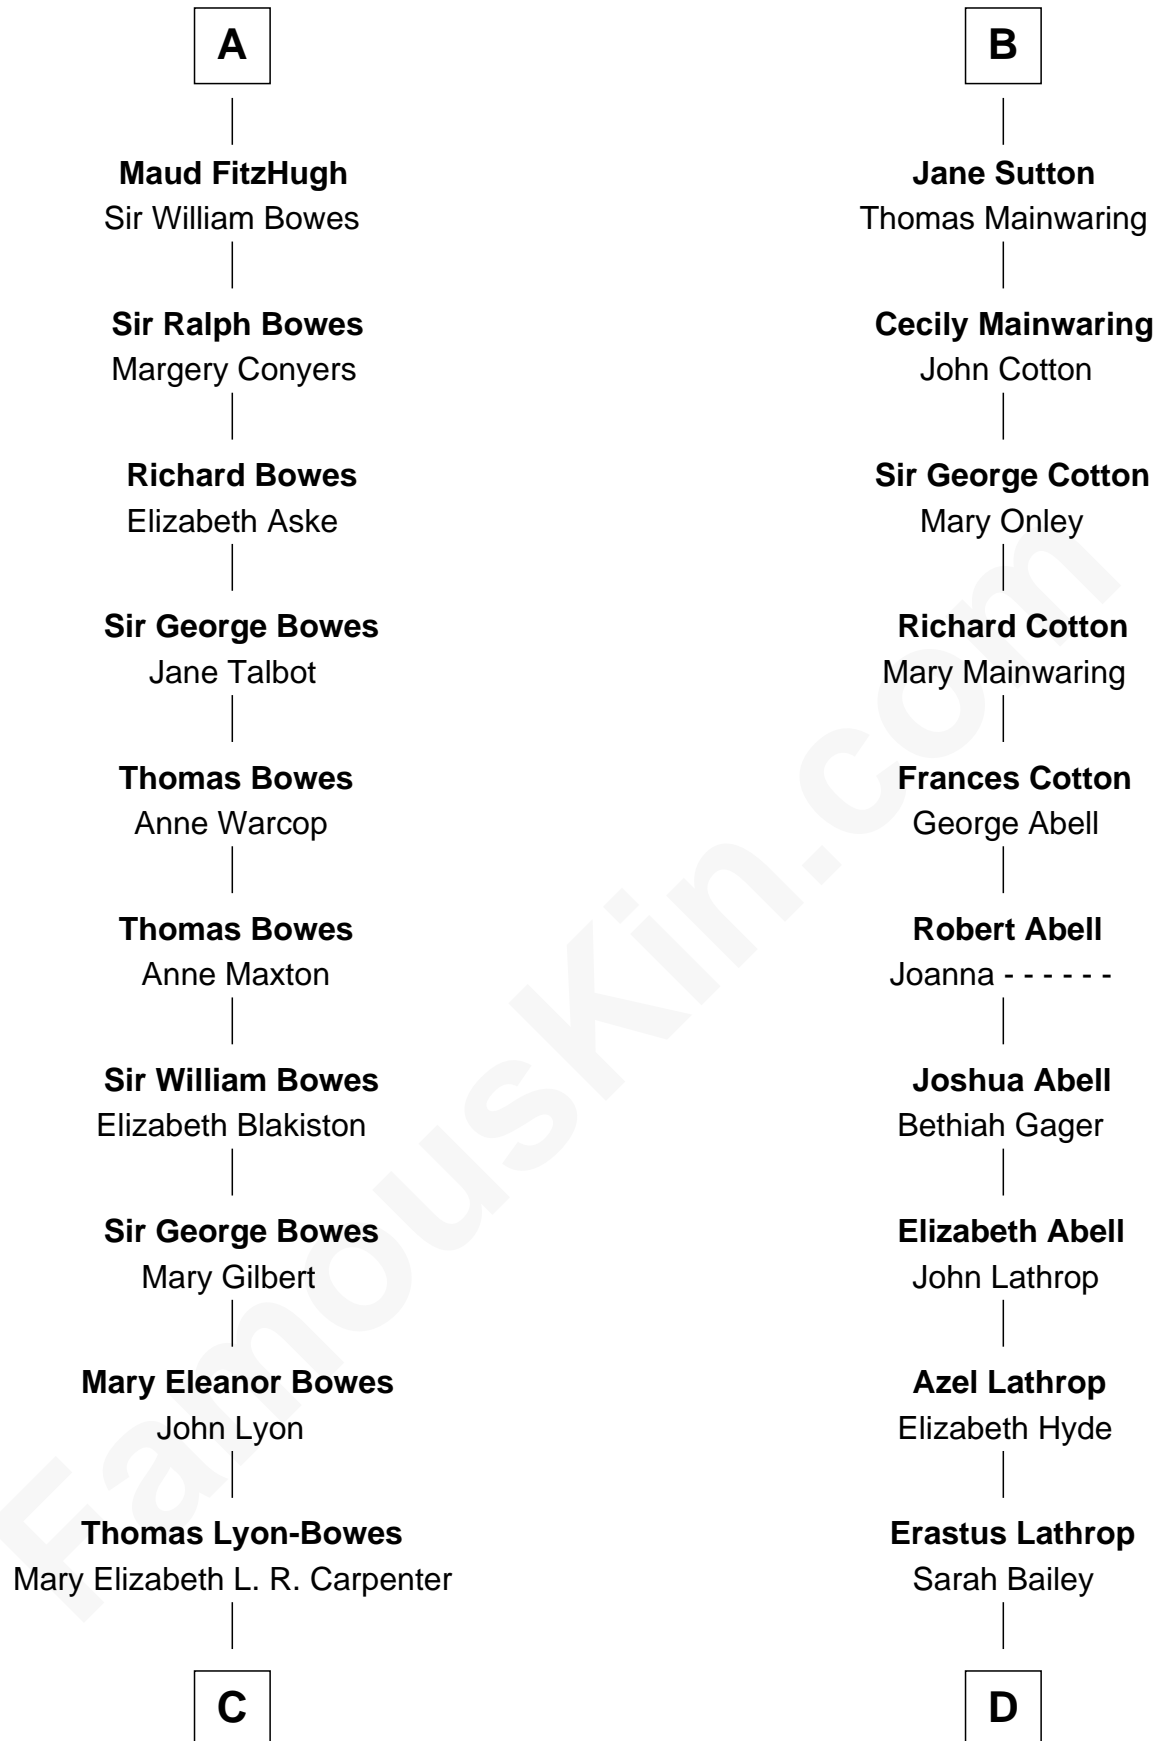 A
Maud FitzHugh
Sir William Bowes
Sir Ralph Bowes
Margery Conyers
Richard Bowes
Elizabeth Aske
Sir George Bowes
Jane Talbot
Thomas Bowes
Anne Warcop
Thomas Bowes
Anne Maxton
Sir William Bowes
Elizabeth Blakiston
Sir George Bowes
Mary Gilbert
Mary Eleanor Bowes
John Lyon
Thomas Lyon-Bowes
Mary Elizabeth L. R. Carpenter
C
B
Jane Sutton
Thomas Mainwaring
Cecily Mainwaring
John Cotton
Sir George Cotton
Mary Onley
Richard Cotton
Mary Mainwaring
Frances Cotton
George Abell
Robert Abell
Joanna - - - - - -
Joshua Abell
Bethiah Gager
Elizabeth Abell
John Lathrop
Azel Lathrop
Elizabeth Hyde
Erastus Lathrop
Sarah Bailey
D
FamousKin.com